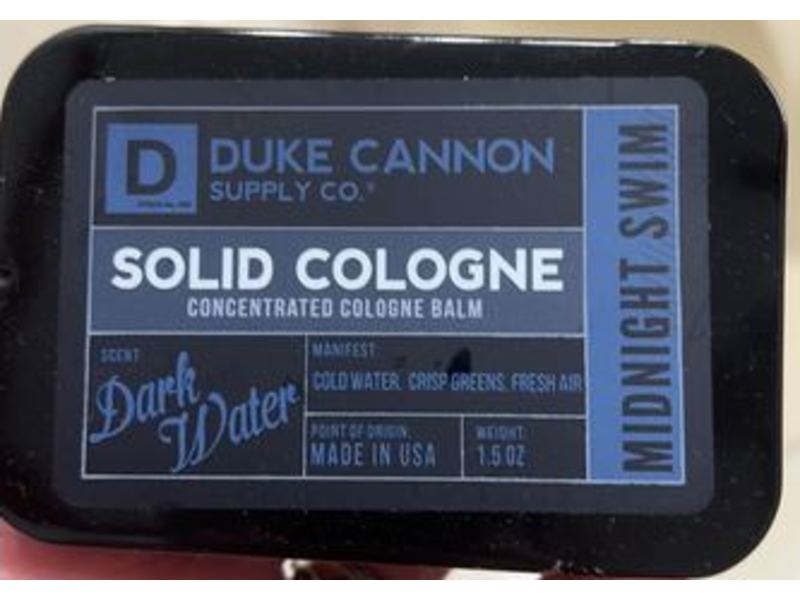 D
DUKE CANNON
SUPPLY CO.®
SOLID COLOGNE
CONCENTRATED COLOGNE BALM
SCENT:
Dark
Water
MANIFEST:
COLD WATER, CRISP GREENS, FRESH AIR
POINT OF ORIGIN:
MADE IN USA
WEIGHT:
1.5 OZ
MIDNIGHT SWIM